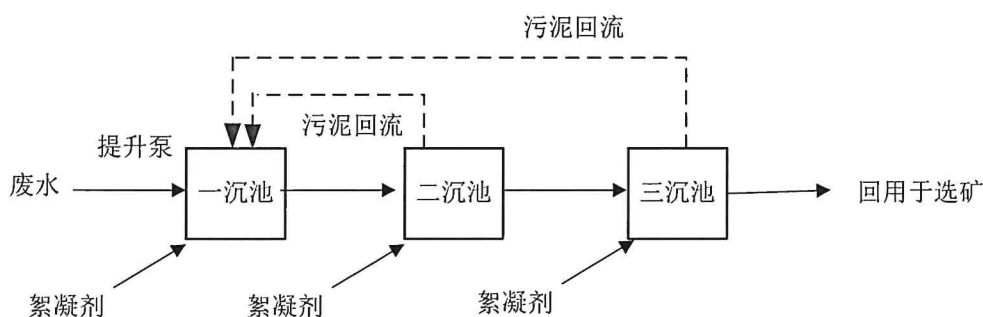 污泥回流
污泥回流
提升泵
废水
一沉池
二沉池
三沉池
回用于选矿
絮凝剂
絮凝剂
絮凝剂